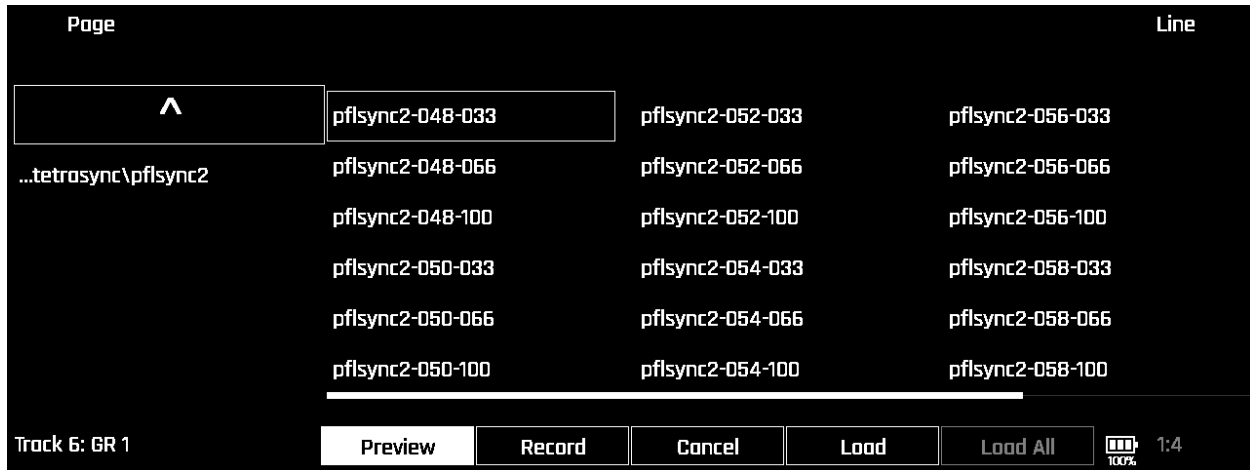 Page Line
^
...tetrasync\pflsync2
pflsync2-048-033 pflsync2-052-033 pflsync2-056-033
pflsync2-048-066 pflsync2-052-066 pflsync2-056-066
pflsync2-048-100 pflsync2-052-100 pflsync2-056-100
pflsync2-050-033 pflsync2-054-033 pflsync2-058-033
pflsync2-050-066 pflsync2-054-066 pflsync2-058-066
pflsync2-050-100 pflsync2-054-100 pflsync2-058-100
Track 6: GR 1 Preview Record Cancel Load Load All 100% 1:4